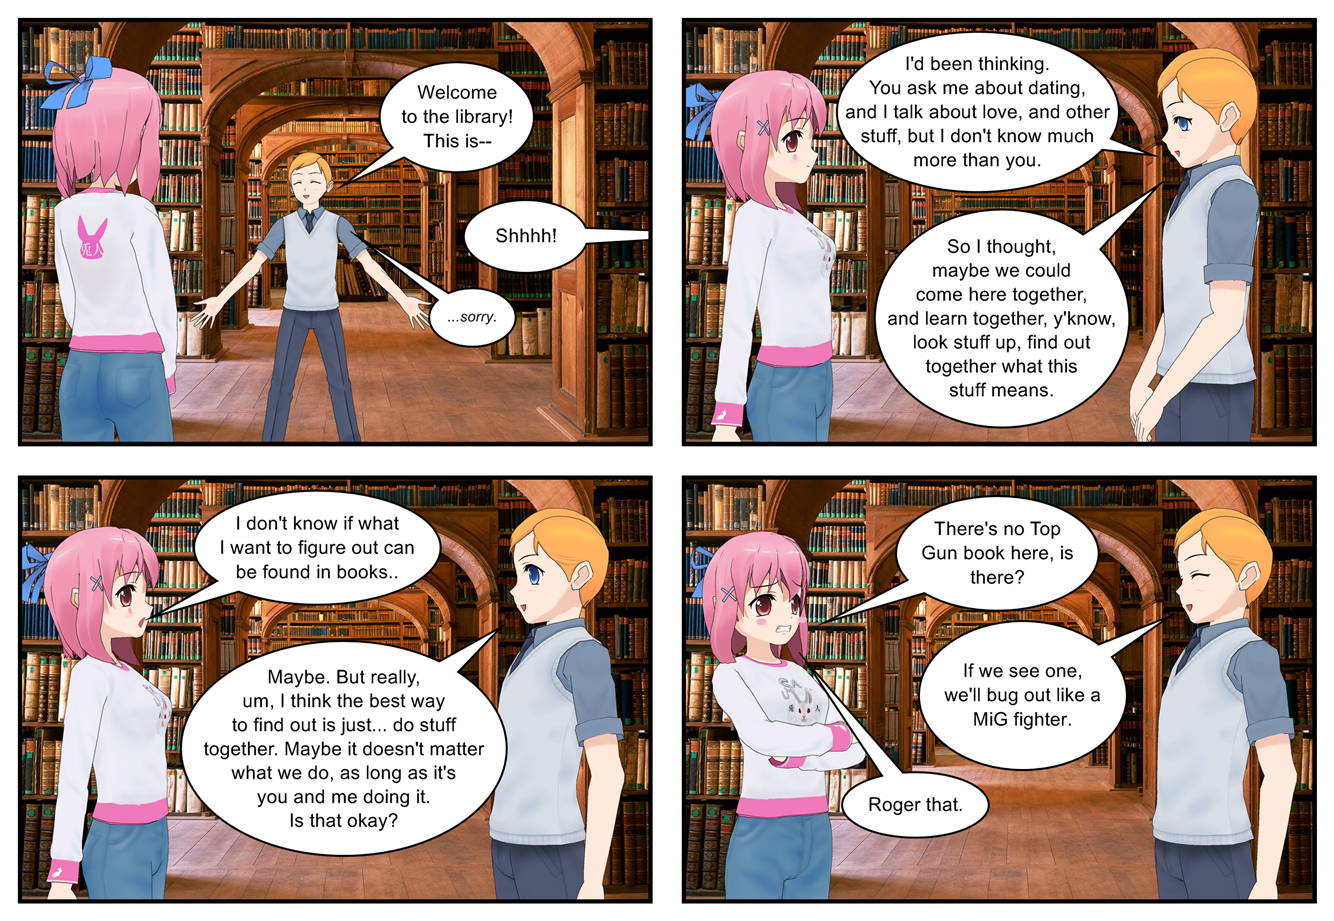 Welcome
to the library!
This is--
Shhhh!
...sorry.
兎人
I'd been thinking.
You ask me about dating,
and I talk about love, and other
stuff, but I don't know much
more than you.
So I thought,
maybe we could
come here together,
and learn together, y'know,
look stuff up, find out
together what this
stuff means.
I don't know if what
I want to figure out can
be found in books..
Maybe. But really,
um, I think the best way
to find out is just... do stuff
together. Maybe it doesn't matter
what we do, as long as it's
you and me doing it.
Is that okay?
There's no Top
Gun book here, is
there?
If we see one,
we'll bug out like a
MiG fighter.
兎 人
Roger that.